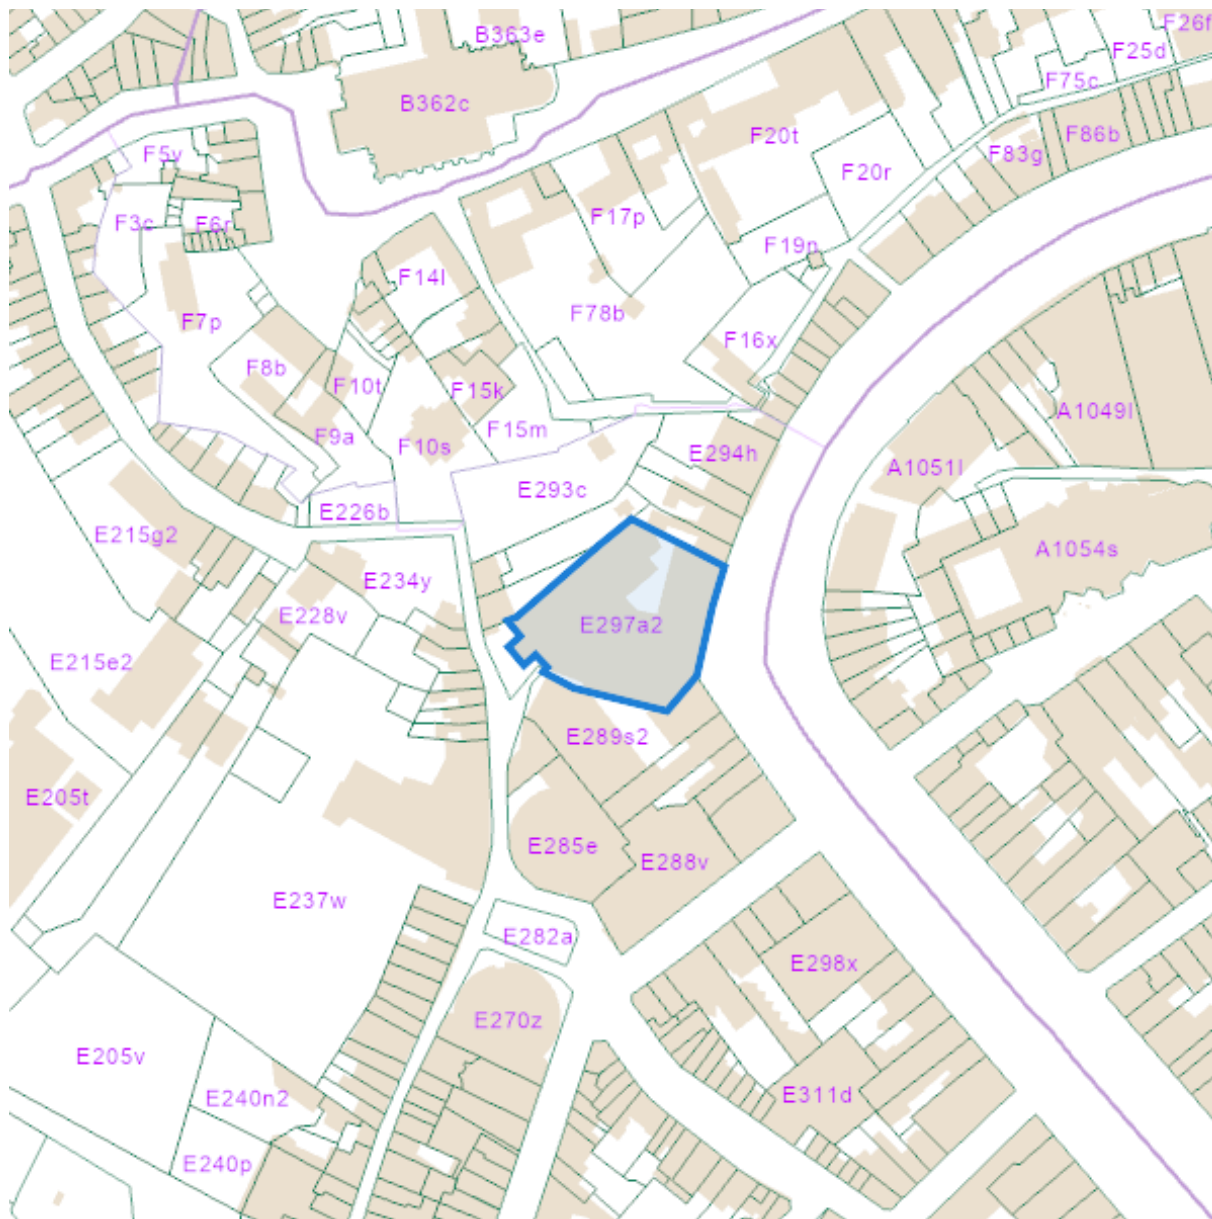 F26f
B363e
F25d
F75c
B362c
F20t
F86b
F5v
F83g
F20r
F3c
F6r
F17p
F19n
F14l
F78b
F7p
F16x
F8b
F10t
F15k
A1049l
F9a
F15m
F10s
E294h
A1051l
E293c
E226b
E215g2
A1054s
E234y
E228v
E297a2
E215e2
E289s2
E205t
E285e
E288v
E237w
E282a
E298x
E270z
E205v
E240n2
E311d
E240p